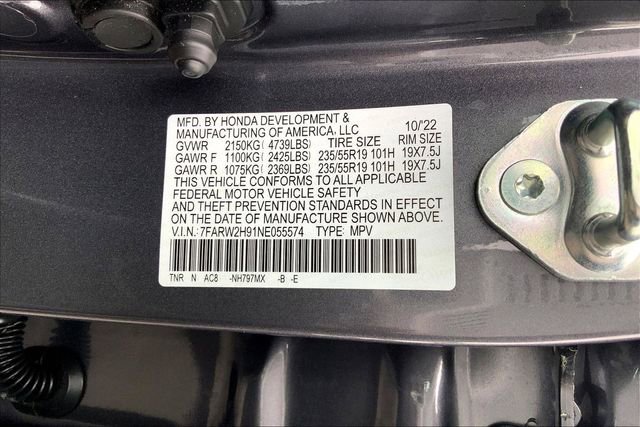 MFD. BY HONDA DEVELOPMENT &
MANUFACTURING OF AMERICA, LLC 10/'22
GVWR 2150KG( 4739LBS) TIRE SIZE RIM SIZE
GAWR F 1100KG( 2425LBS) 235/55R19 101H 19X7.5J
GAWR R 1075KG( 2369LBS) 235/55R19 101H 19X7.5J
THIS VEHICLE CONFORMS TO ALL APPLICABLE
FEDERAL MOTOR VEHICLE SAFETY
AND THEFT PREVENTION STANDARDS IN EFFECT
ON THE DATE OF MANUFACTURE SHOWN ABOVE.
V.I.N.: 7FARW2H91NE055574 TYPE: MPV
TNR N AC8 -NH797MX -B -E